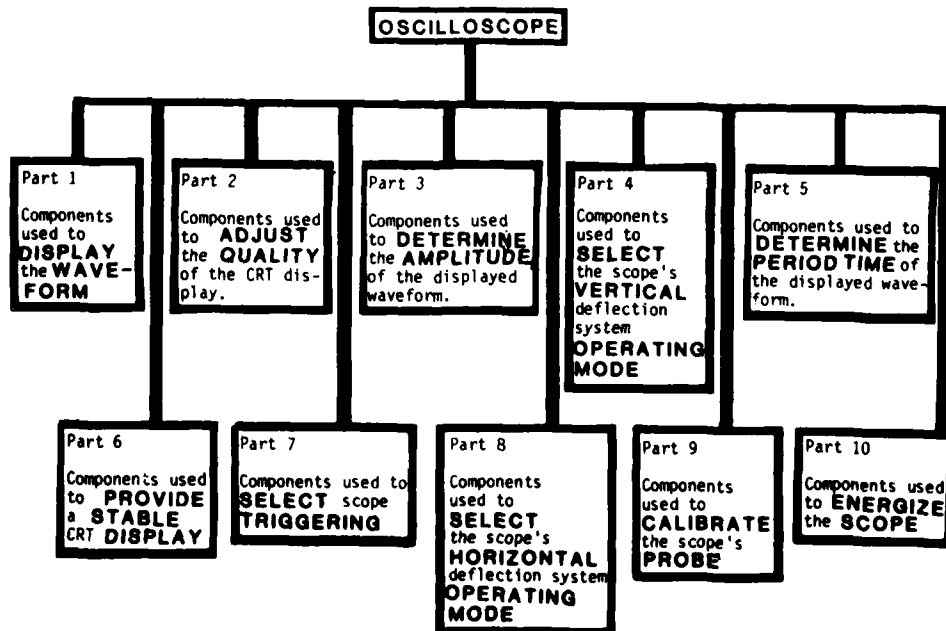 OSCILLOSCOPE
Part 1
Components
used to
DISPLAY
the WAVE-
FORM
Part 2
Components used
to ADJUST
the QUALITY
of the CRT dis-
play.
Part 3
Components used
to DETERMINE
the AMPLITUDE
of the displayed
waveform.
Part 4
Components
used to
SELECT
the scope's
VERTICAL
deflection
system
OPERATING
MODE
Part 5
Components used to
DETERMINE the
PERIOD TIME of
the displayed wave-
form.
Part 6
Components used
to PROVIDE
a STABLE
CRT DISPLAY
Part 7
Components used to
SELECT scope
TRIGGERING
Part 8
Components
used to
SELECT
the scope's
HORIZONTAL
deflection system
OPERATING
MODE
Part 9
Components
used to
CALIBRATE
the scope's
PROBE
Part 10
Components used
to ENERGIZE
the SCOPE